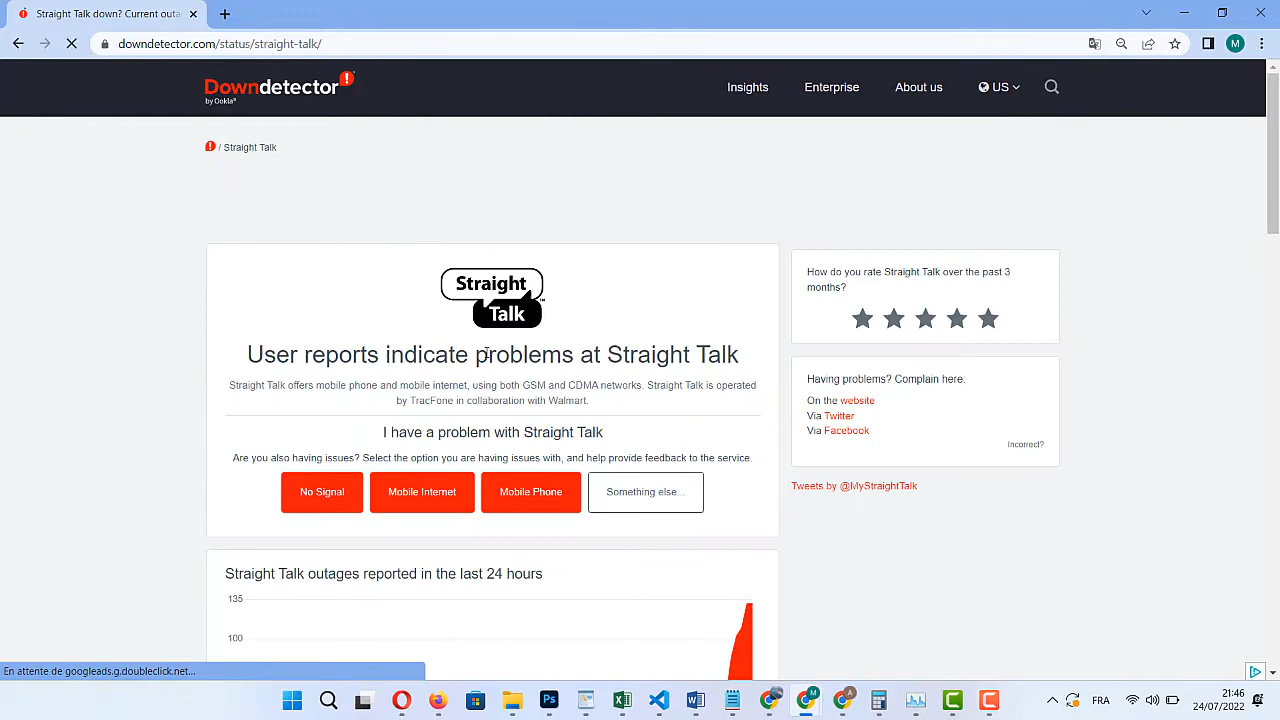 Straight Talk down? Current outa
downdetector.com/status/straight-talk/
M
Downdetector
by Ookla®
Insights
Enterprise
About us
US
/ Straight Talk
Straight
Talk
User reports indicate problems at Straight Talk
Straight Talk offers mobile phone and mobile internet, using both GSM and CDMA networks. Straight Talk is operated
by TracFone in collaboration with Walmart.
I have a problem with Straight Talk
Are you also having issues? Select the option you are having issues with, and help provide feedback to the service.
No Signal
Mobile Internet
Mobile Phone
Something else...
How do you rate Straight Talk over the past 3
months?
Having problems? Complain here:
On the website
Via Twitter
Via Facebook
Incorrect?
Tweets by @MyStraightTalk
Straight Talk outages reported in the last 24 hours
135
100
En attente de googleads.g.doubleclick.net...
Ps
W
M
A
C
C
FRA
21:46
24/07/2022